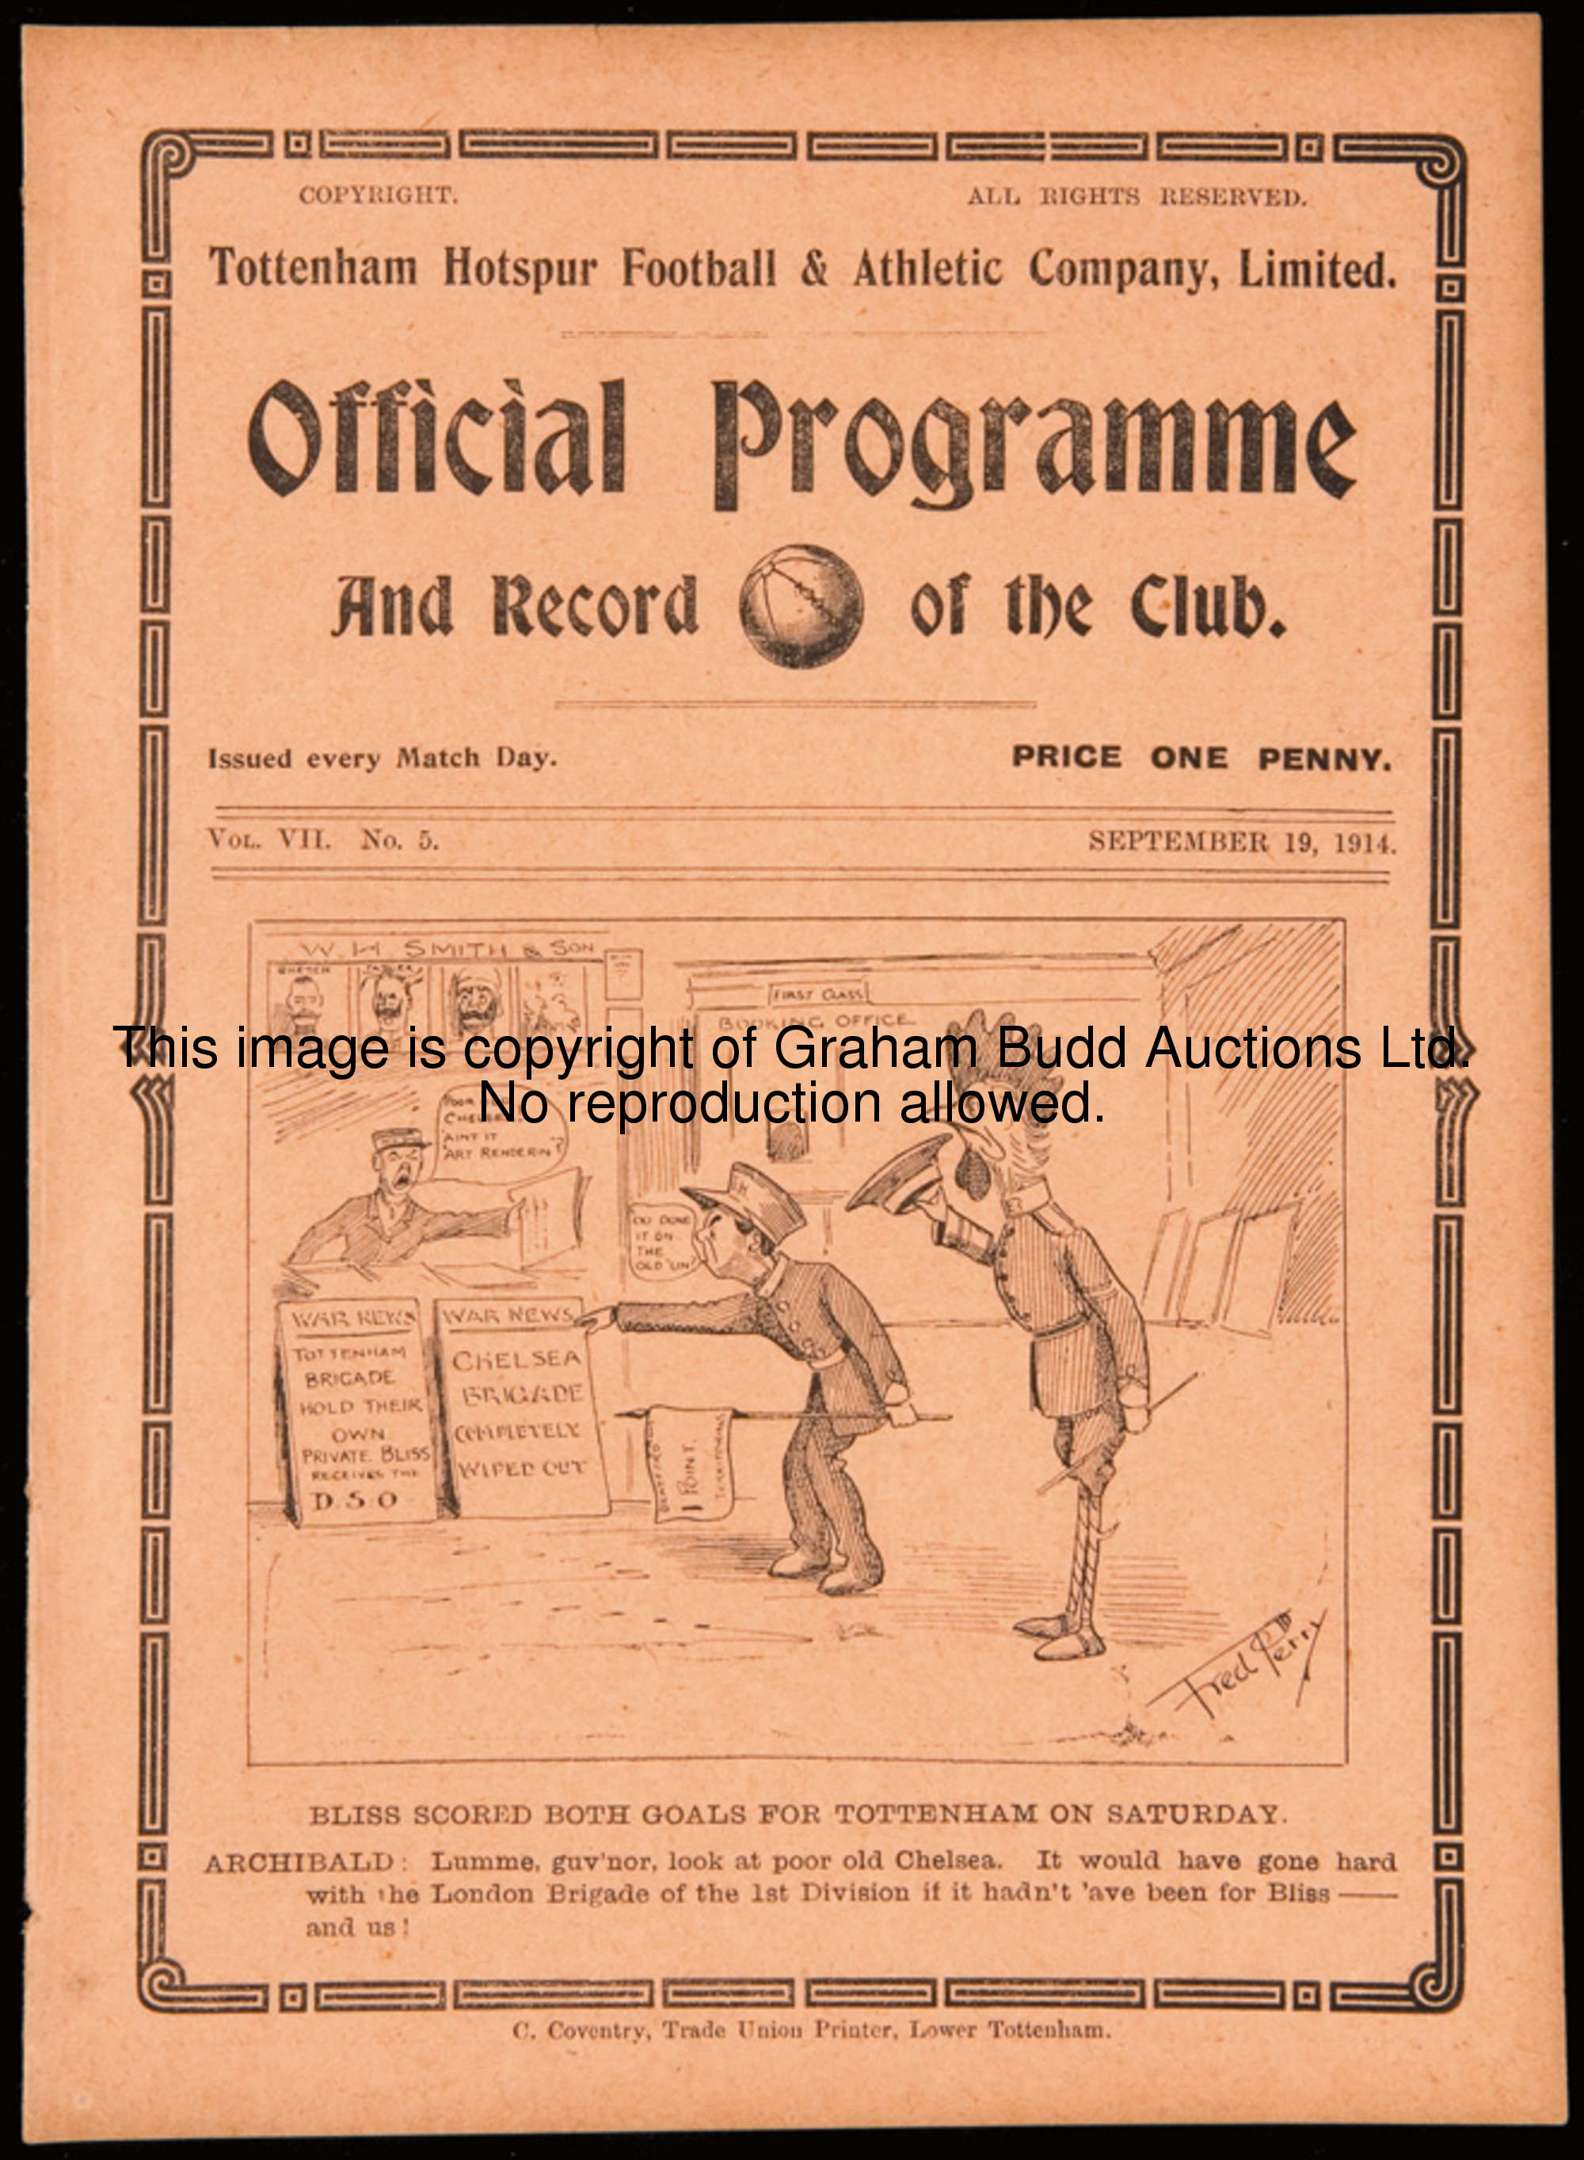 COPYRIGHT. ALL RIGHTS RESERVED.
Tottenham Hotspur Football & Athletic Company, Limited.
Official Programme
And Record of the Club.
Issued every Match Day. PRICE ONE PENNY.
VOL. VII. No. 5. SEPTEMBER 19, 1914.
W. H. SMITH & SON
SKETCH
FIRST CLASS
BOOKING OFFICE
This image is copyright of Graham Budd Auctions Ltd.
No reproduction allowed.
POOR
CHELSEA
AINT IT
'ART RENDERIN'?
OO DONE
IT ON
THE
OLD 'UN
WAR NEWS
TOTTENHAM
BRIGADE
HOLD THEIR
OWN
PRIVATE BLISS
RECEIVES THE
D.S.O
WAR NEWS
CHELSEA
BRIGADE
COMPLETELY
WIPED OUT
1 POINT.
Fred Perry
BLISS SCORED BOTH GOALS FOR TOTTENHAM ON SATURDAY.
ARCHIBALD: Lumme, guv'nor, look at poor old Chelsea. It would have gone hard
with the London Brigade of the 1st Division if it hadn't 'ave been for Bliss——
and us!
C. Coventry, Trade Union Printer, Lower Tottenham.